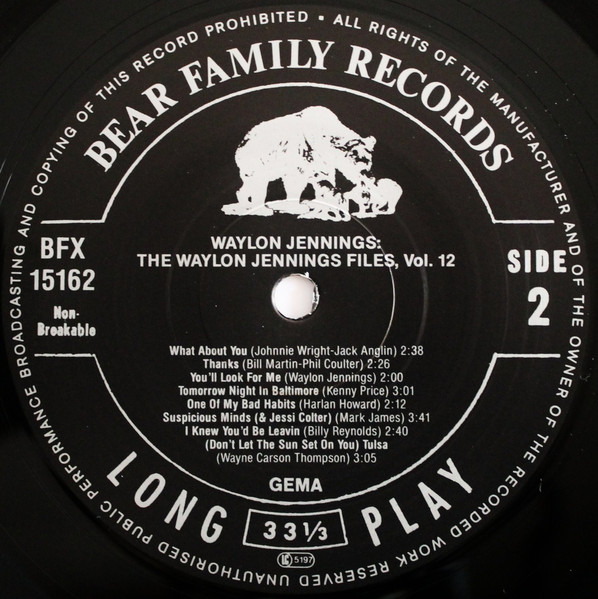 UNAUTHORISED PUBLIC PERFORMANCE BROADCASTING AND COPYING OF THIS RECORD PROHIBITED • ALL RIGHTS OF THE MANUFACTURER AND OF THE OWNER OF THE RECORDED WORK RESERVED
BEAR FAMILY RECORDS
WAYLON JENNINGS:
THE WAYLON JENNINGS FILES, Vol. 12
BFX
15162
Non-
Breakable
SIDE
2
What About You (Johnnie Wright-Jack Anglin) 2:38
Thanks (Bill Martin-Phil Coulter) 2:26
You'll Look For Me (Waylon Jennings) 2:00
Tomorrow Night In Baltimore (Kenny Price) 3:01
One Of My Bad Habits (Harlan Howard) 2:12
Suspicious Minds (& Jessi Colter) (Mark James) 3:41
I Knew You'd Be Leavin (Billy Reynolds) 2:40
(Don't Let The Sun Set On You) Tulsa
(Wayne Carson Thompson) 3:05
GEMA
LONG PLAY
33 1/3
LC 5197